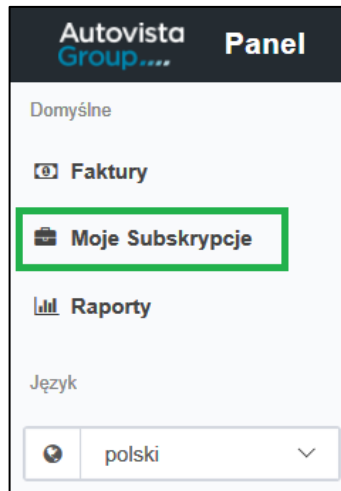 Autovista
Group....
Panel
Domyślne
Faktury
Moje Subskrypcje
Raporty
Język
polski